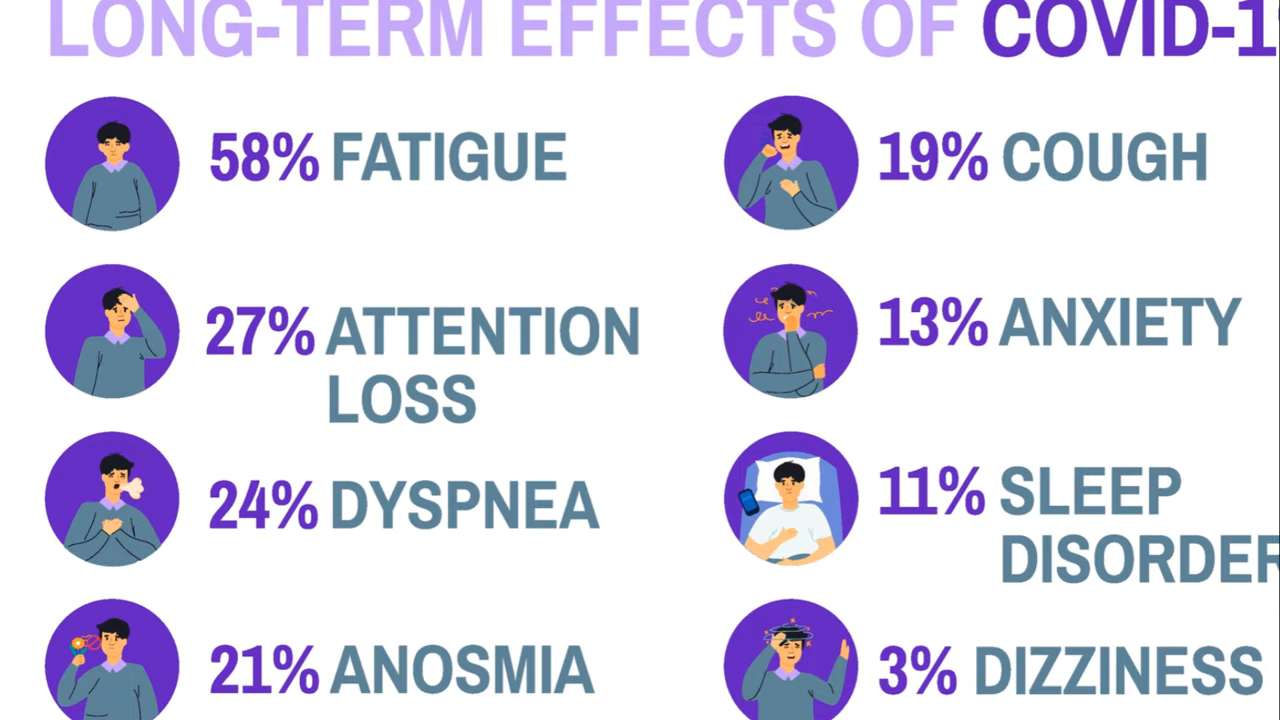 LONG-TERM EFFECTS OF COVID-1
58% FATIGUE
27% ATTENTION
LOSS
24% DYSPNEA
21% ANOSMIA
19% COUGH
13% ANXIETY
11% SLEEP
DISORDER
3% DIZZINESS